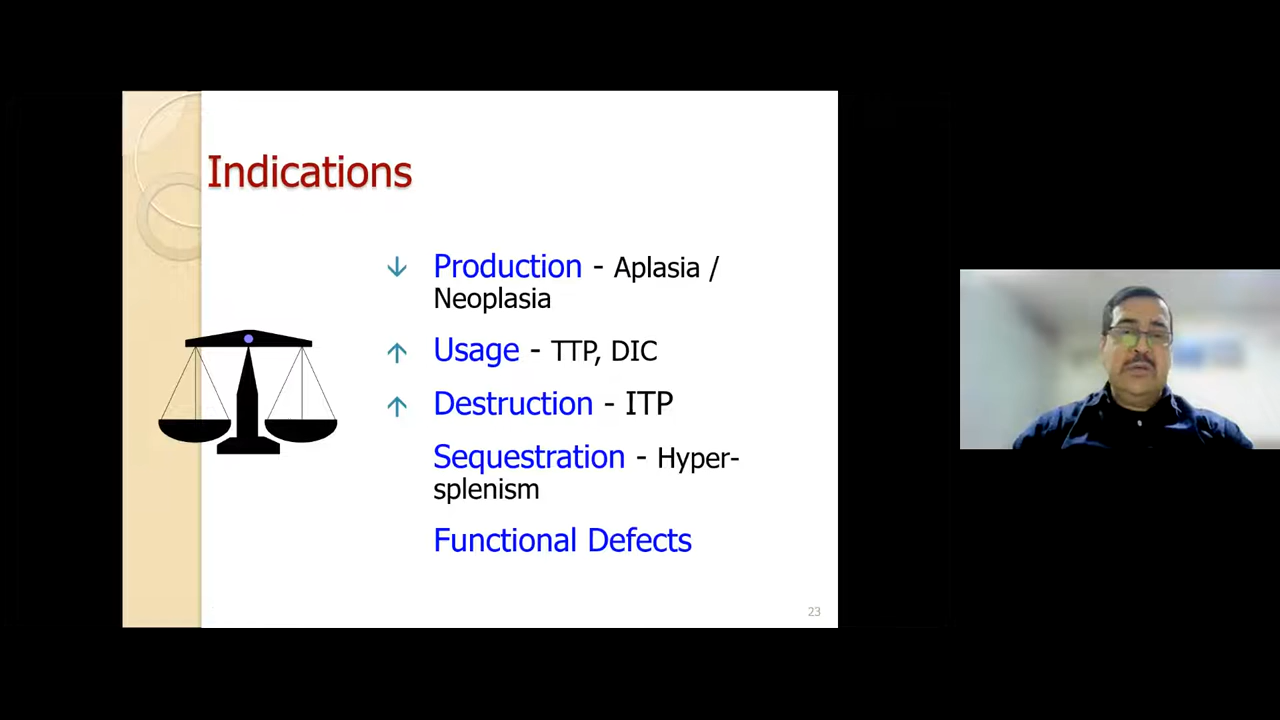 Indications
↓ Production - Aplasia /
Neoplasia
↑ Usage - TTP, DIC
↑ Destruction - ITP
Sequestration - Hyper-
splenism
Functional Defects
23